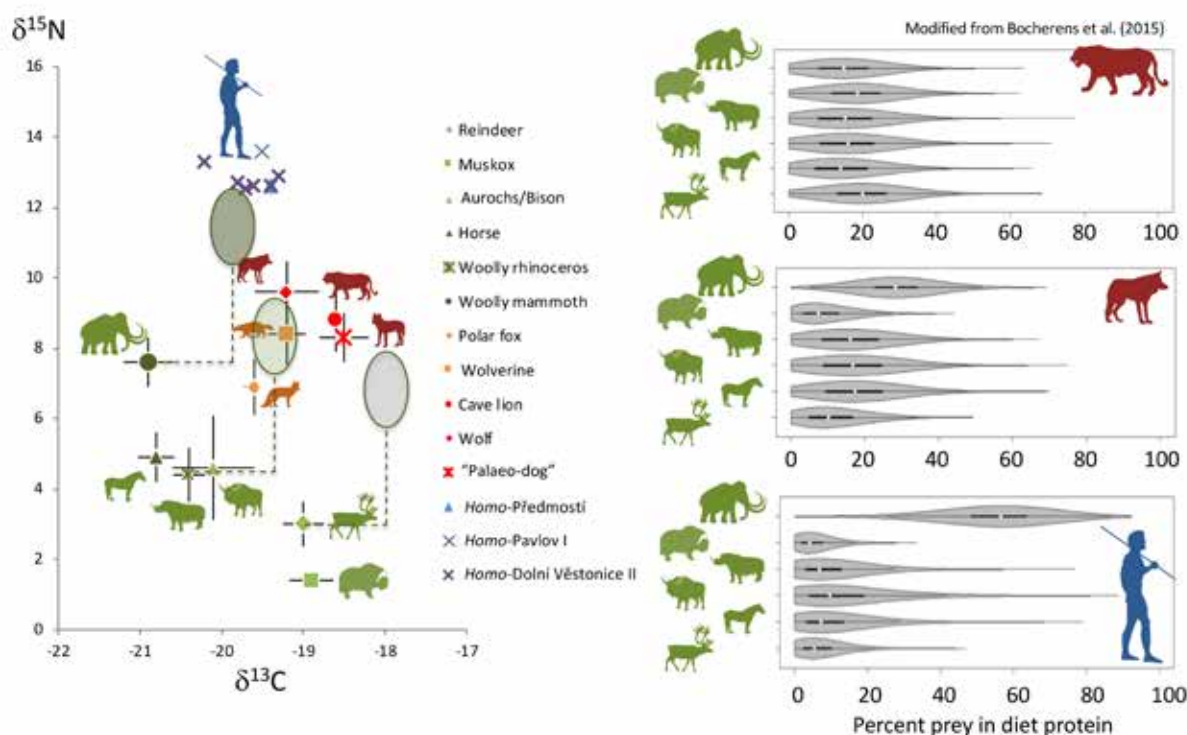 δ¹⁵N
16
14
12
10
8
6
4
2
0
-22
-21
-20
-19
-18
-17
δ¹³C
Reindeer
Muskox
Aurochs/Bison
Horse
Woolly rhinoceros
Woolly mammoth
Polar fox
Wolverine
Cave lion
Wolf
"Palaeo-dog"
Homo-Předmostí
Homo-Pavlov I
Homo-Dolní Věstonice II
Modified from Bocherens et al. (2015)
0 20 40 60 80 100
0 20 40 60 80 100
0 20 40 60 80 100
Percent prey in diet protein